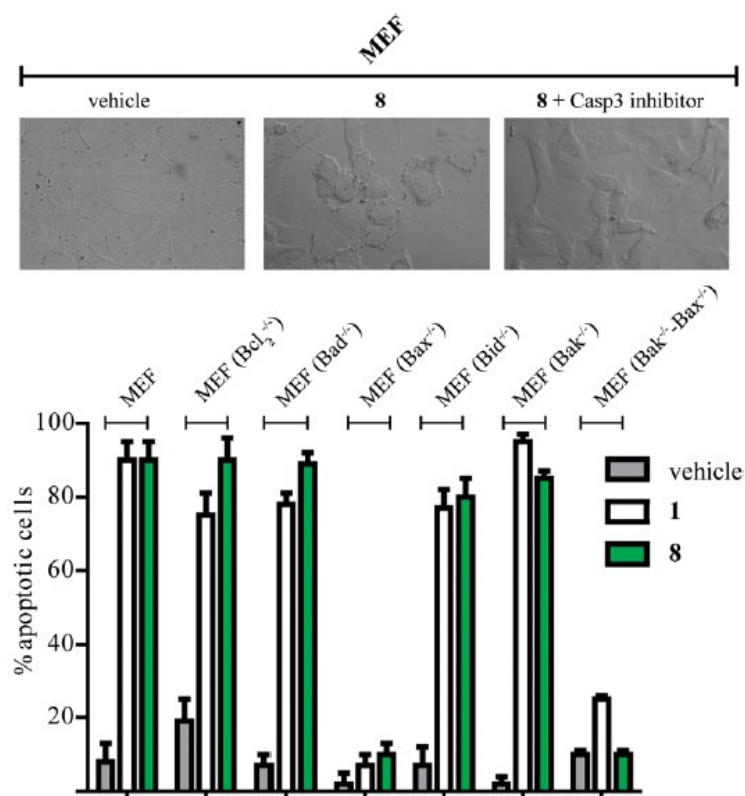 MEF
vehicle
8
8 + Casp3 inhibitor
MEF
MEF (Bcl₂⁻/⁻)
MEF (Bad⁻/⁻)
MEF (Bax⁻/⁻)
MEF (Bid⁻/⁻)
MEF (Bak⁻/⁻)
MEF (Bak⁻/⁻-Bax⁻/⁻)
100
80
60
40
20
% apoptotic cells
vehicle
1
8